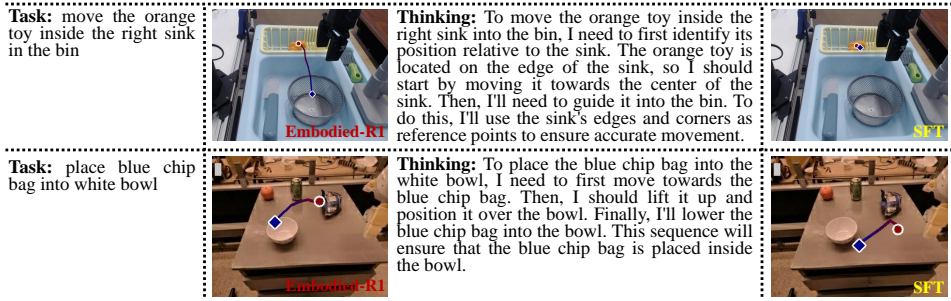 Task: move the orange
toy inside the right sink
in the bin
Embodied-R1
Thinking: To move the orange toy inside the
right sink into the bin, I need to first identify its
position relative to the sink. The orange toy is
located on the edge of the sink, so I should
start by moving it towards the center of the
sink. Then, I'll need to guide it into the bin. To
do this, I'll use the sink's edges and corners as
reference points to ensure accurate movement.
SFT
Task: place blue chip
bag into white bowl
Embodied-R1
Thinking: To place the blue chip bag into the
white bowl, I need to first move towards the
blue chip bag. Then, I should lift it up and
position it over the bowl. Finally, I'll lower the
blue chip bag into the bowl. This sequence will
ensure that the blue chip bag is placed inside
the bowl.
SFT